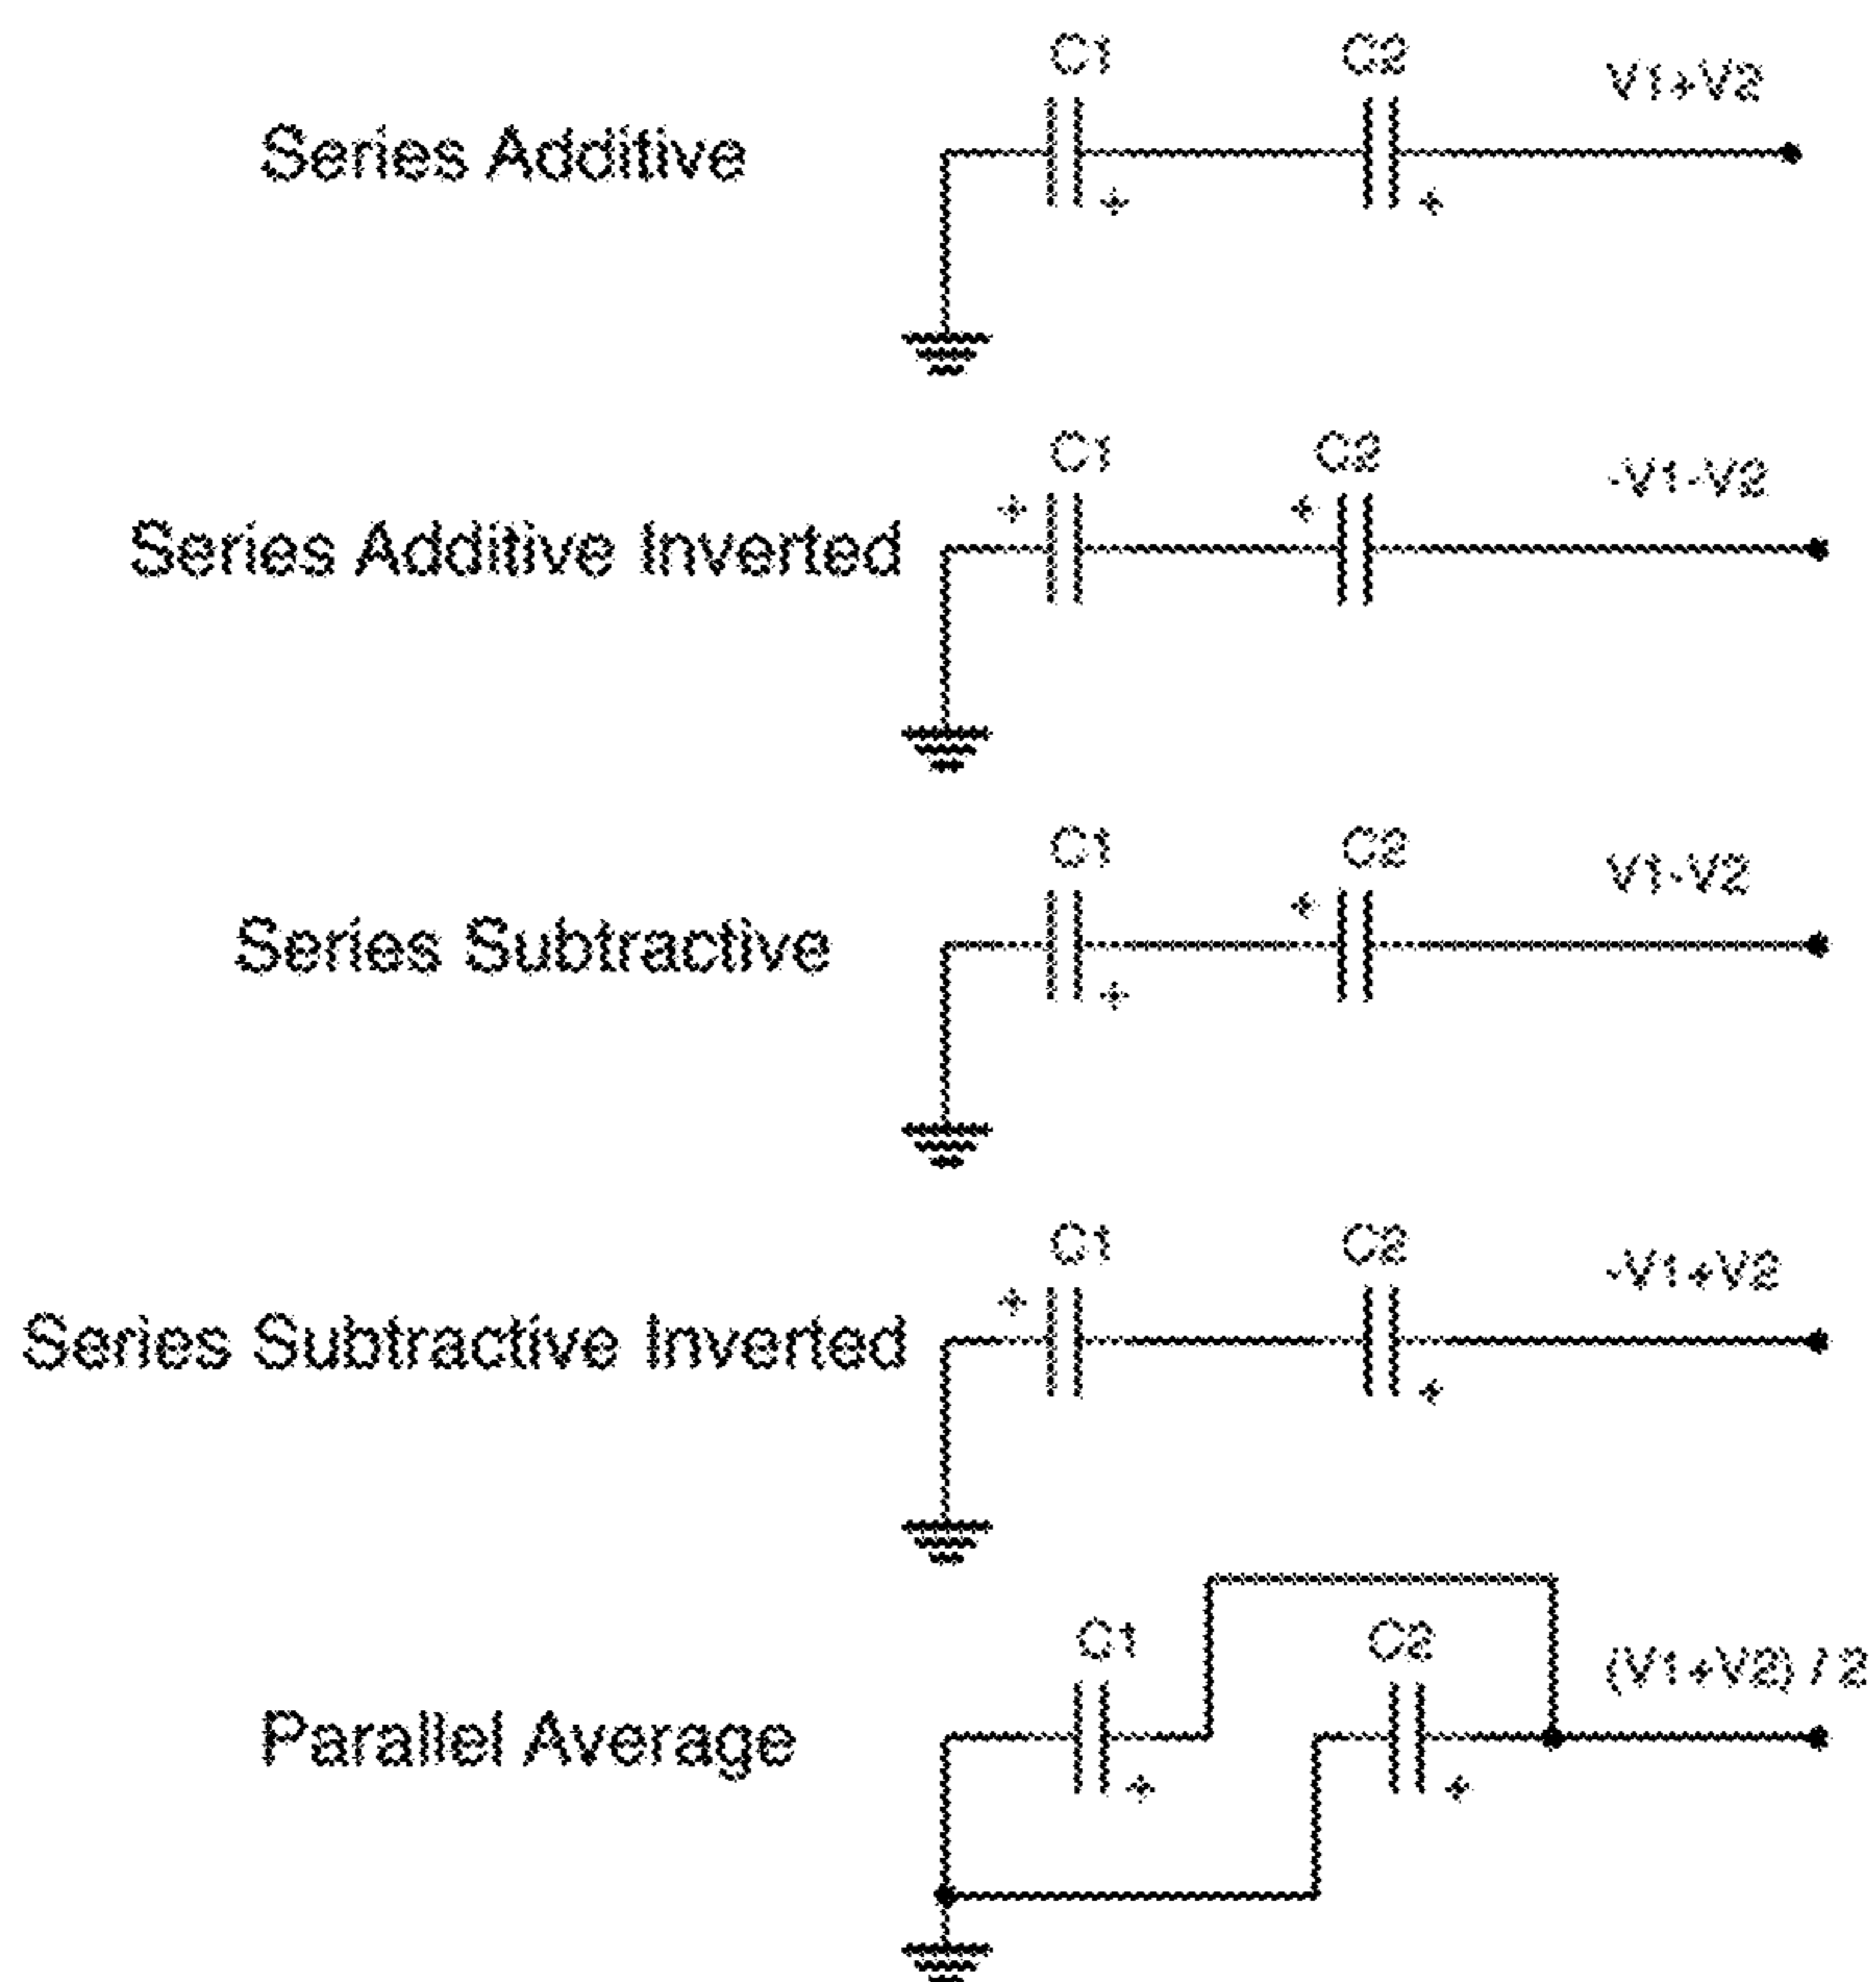 C1 C2 V1+V2
Series Additive
+ +
C1 C2 -V1-V2
+ +
Series Additive Inverted
C1 C2 V1-V2
+
Series Subtractive
+
C1 C2 -V1+V2
+
Series Subtractive Inverted
+
C1 C2 (V1+V2) / 2
Parallel Average
+ +